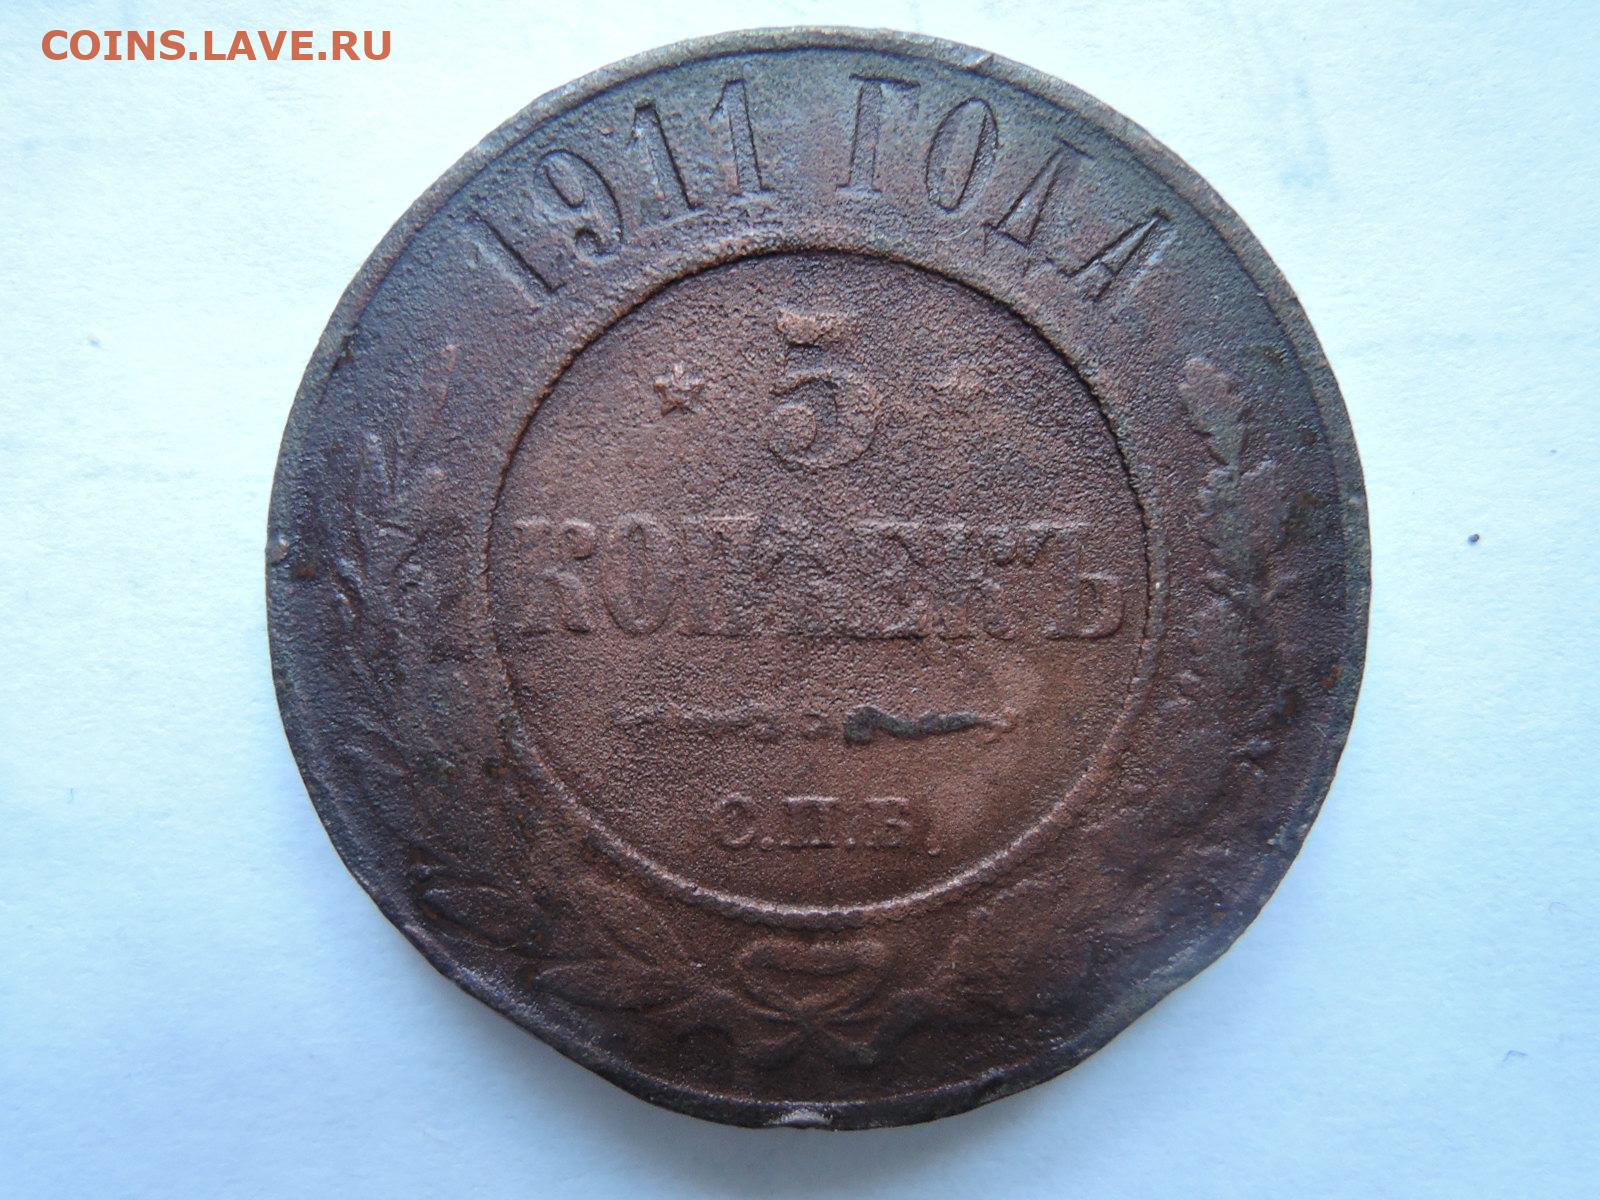 COINS.LAVE.RU
1911 ГОДА
5
КОПѢЕКЪ
С.П.Б.